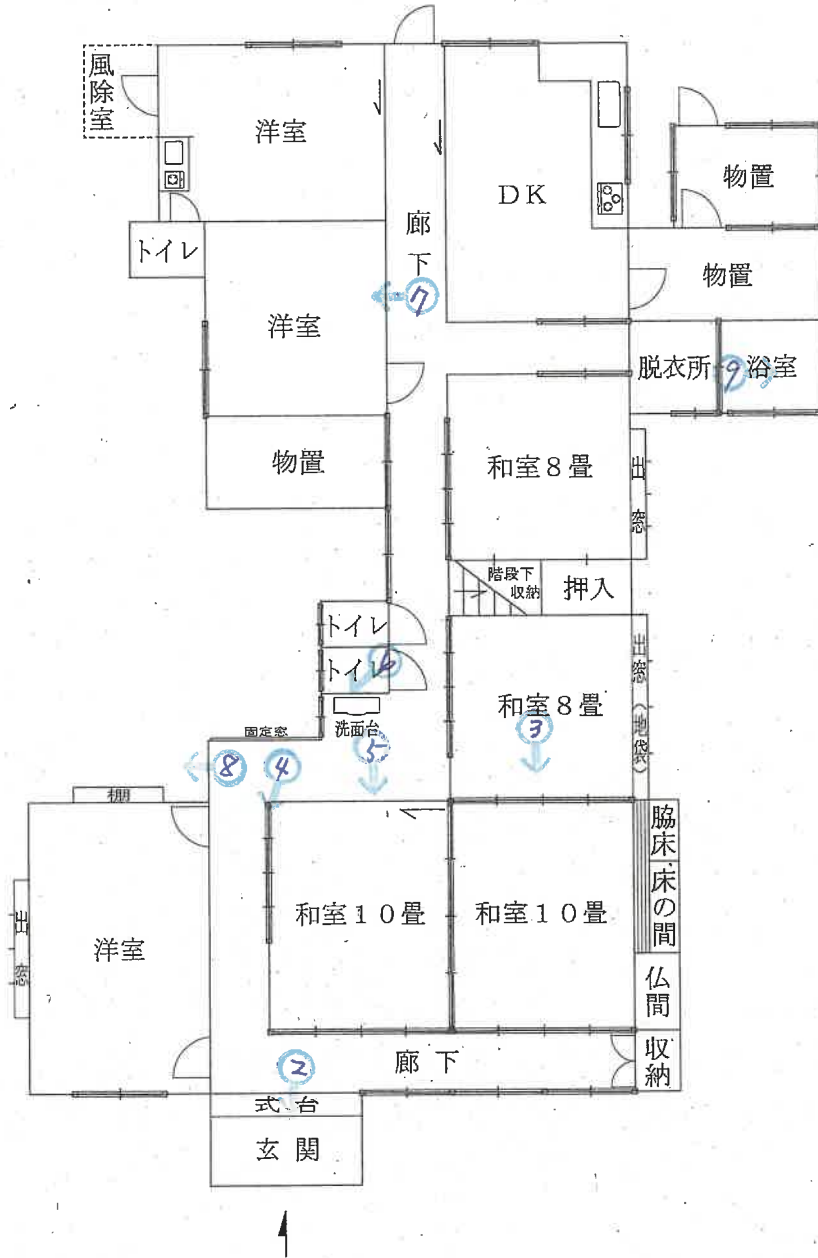 風除室
洋室
トイレ
廊下
DK
物置
物置
⑦
洋室
脱衣所
⑨
浴室
物置
和室8畳
出窓
階段下
収納
押入
トイレ
トイレ
⑥
洗面台
⑤
固定窓
⑧
④
和室8畳
③
出窓(地袋)
棚
出窓
洋室
和室10畳
和室10畳
脇床
床の間
仏間
収納
②
廊下
式台
玄関